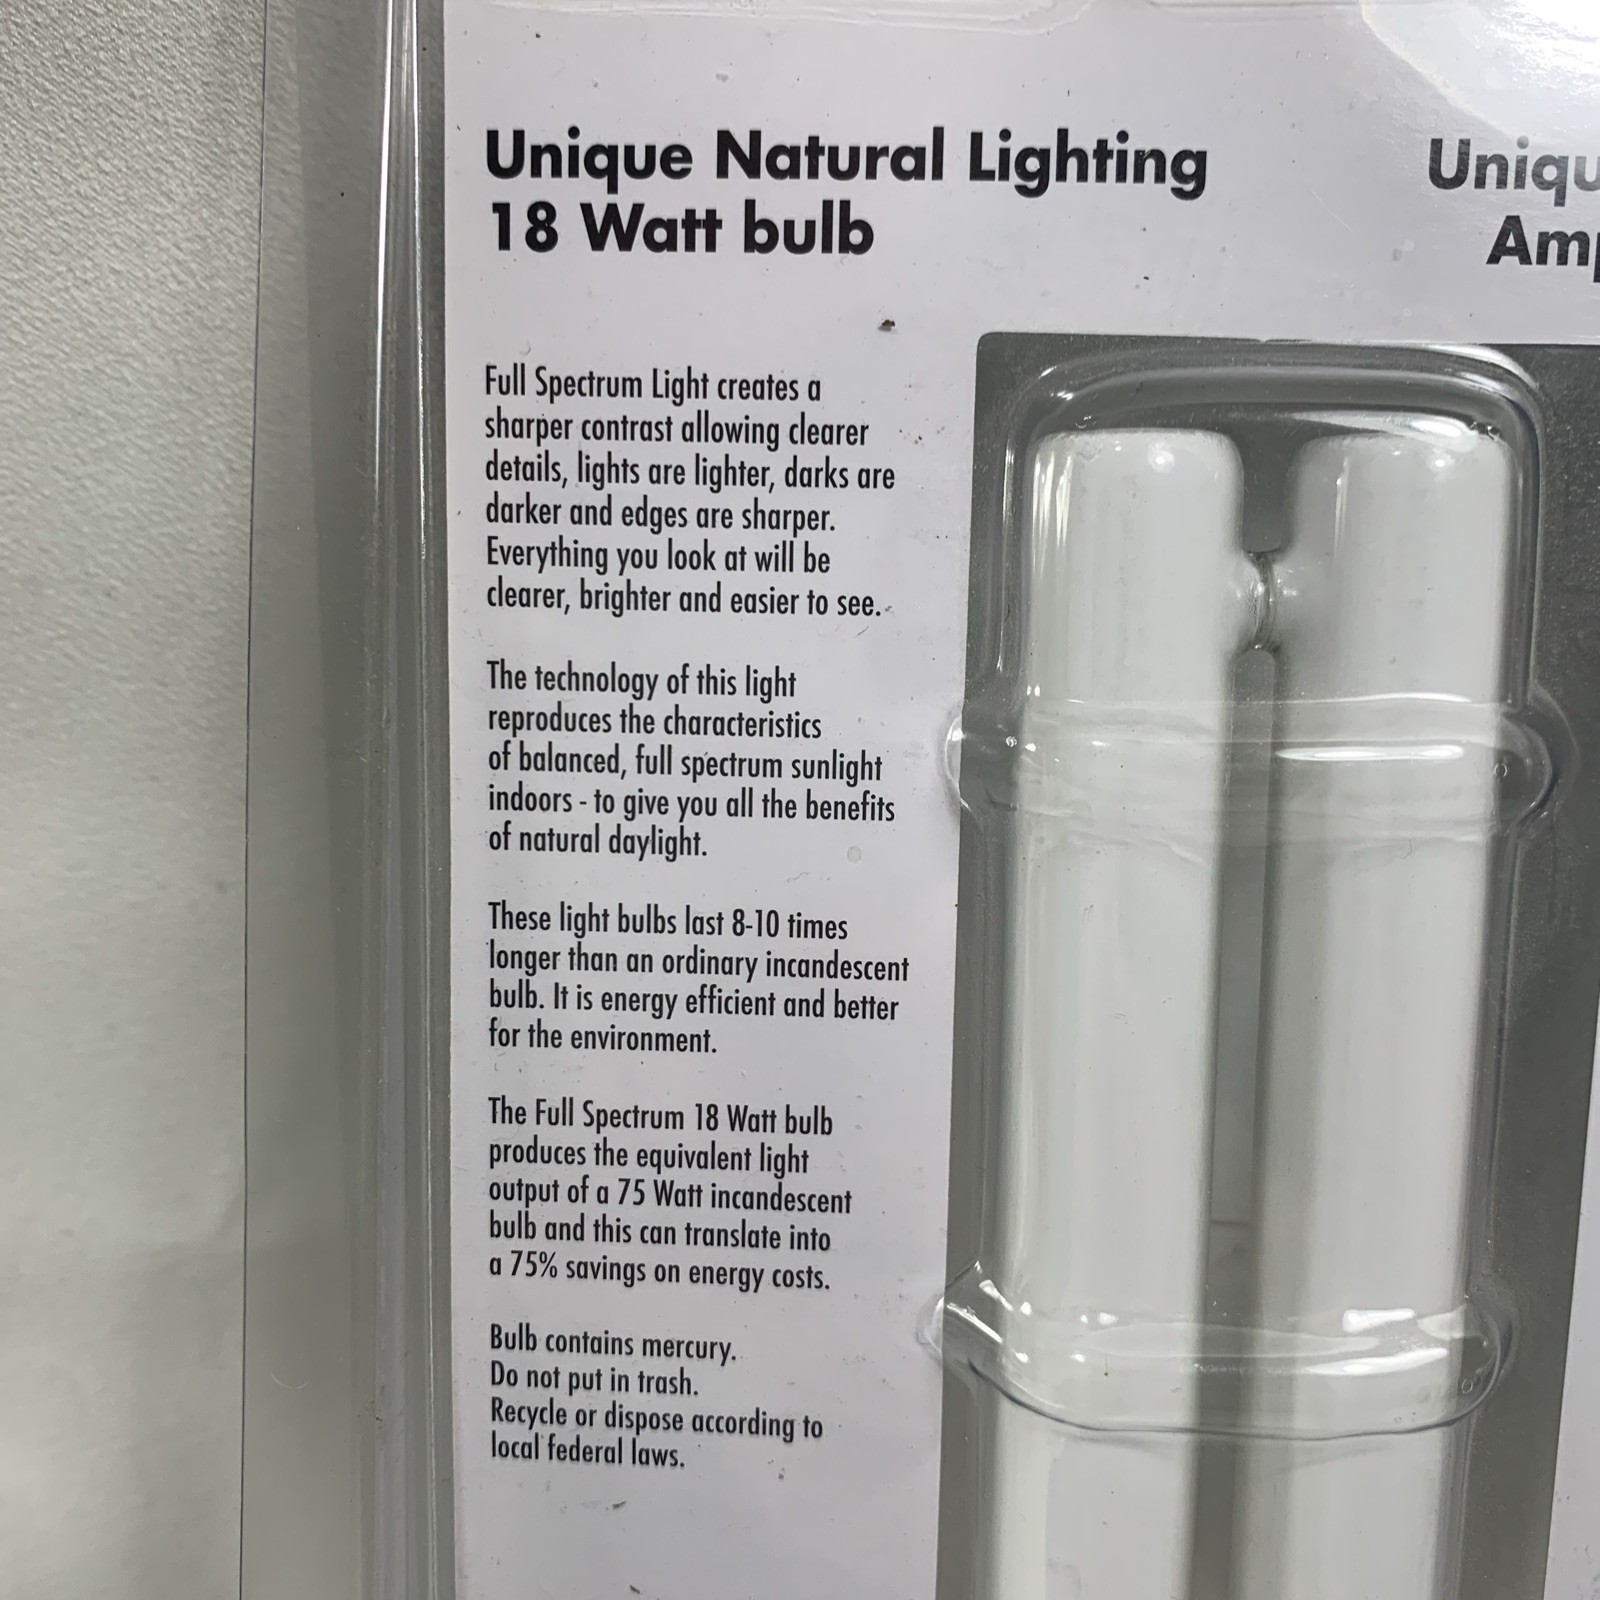 Unique Natural Lighting
18 Watt bulb
Full Spectrum Light creates a
sharper contrast allowing clearer
details, lights are lighter, darks are
darker and edges are sharper.
Everything you look at will be
clearer, brighter and easier to see.
The technology of this light
reproduces the characteristics
of balanced, full spectrum sunlight
indoors - to give you all the benefits
of natural daylight.
These light bulbs last 8-10 times
longer than an ordinary incandescent
bulb. It is energy efficient and better
for the environment.
The Full Spectrum 18 Watt bulb
produces the equivalent light
output of a 75 Watt incandescent
bulb and this can translate into
a 75% savings on energy costs.
Bulb contains mercury.
Do not put in trash.
Recycle or dispose according to
local federal laws.